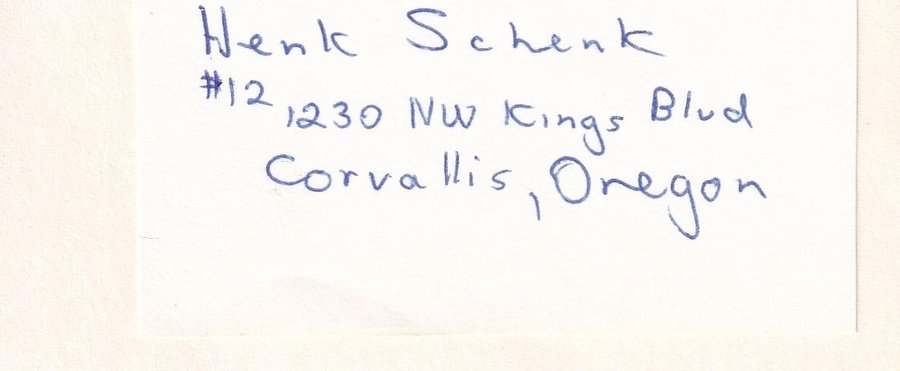 Henk Schenk
#12, 1230 NW Kings Blvd
Corvallis, Oregon